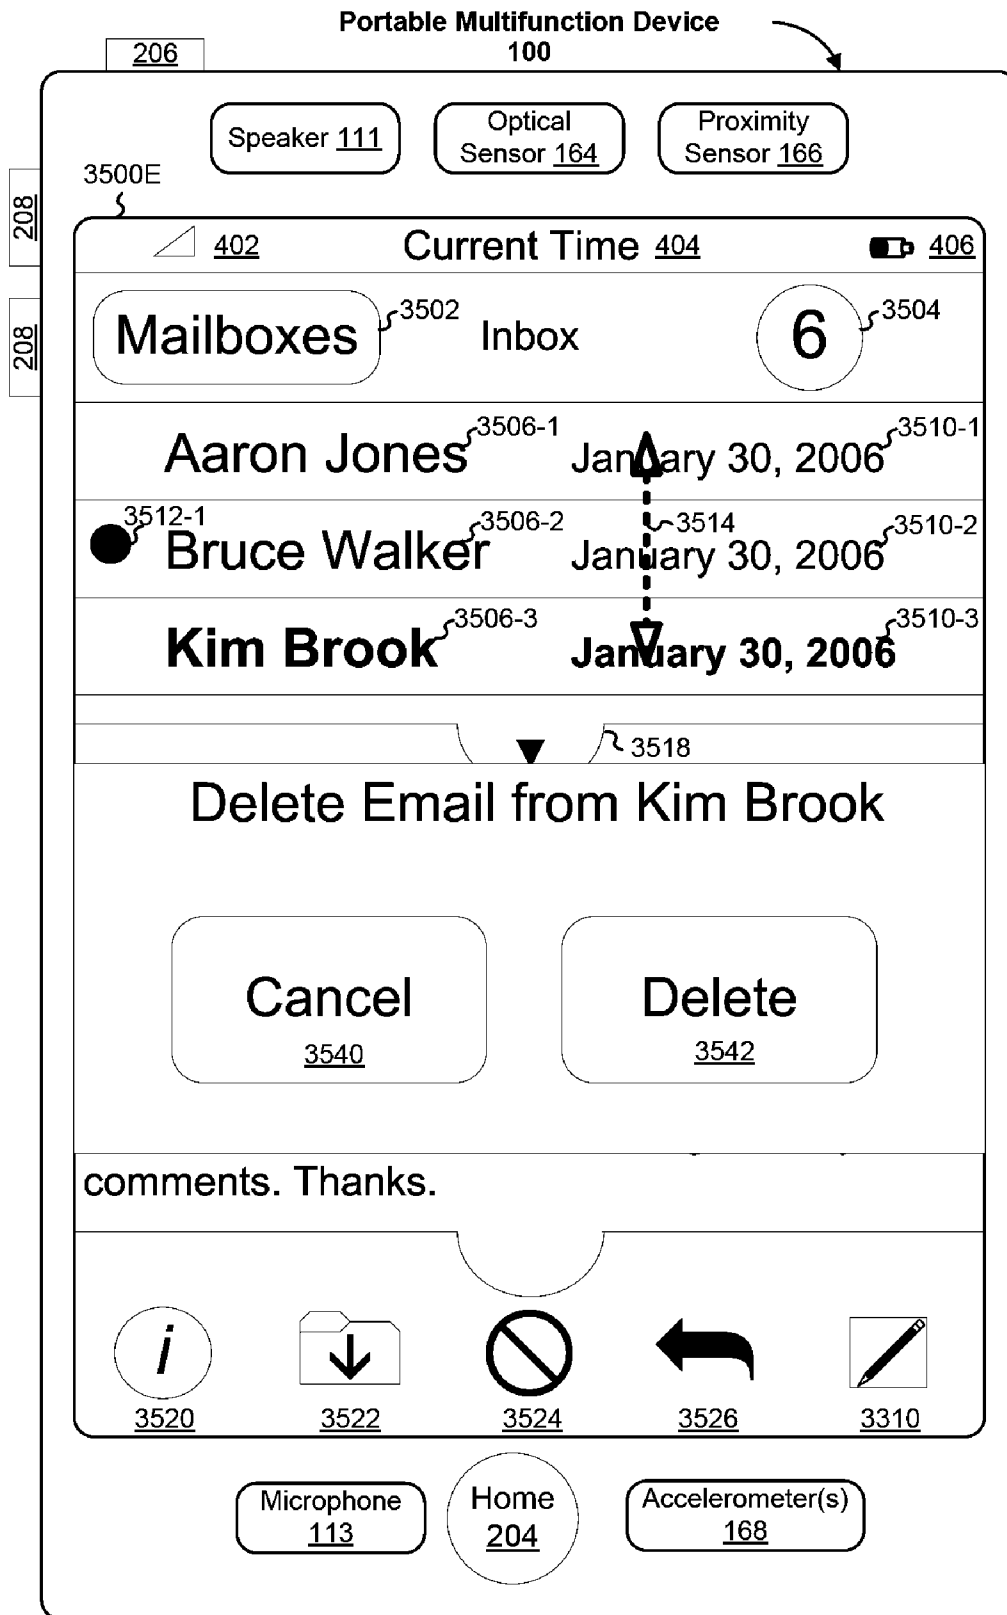 Portable Multifunction Device
100
206
Speaker 111
Optical
Sensor 164
Proximity
Sensor 166
3500E
208
208
402
Current Time 404
406
Mailboxes
3502
Inbox
6
3504
Aaron Jones
3506-1
January 30, 2006
3510-1
3512-1
Bruce Walker
3506-2
3514
January 30, 2006
3510-2
Kim Brook
3506-3
January 30, 2006
3510-3
3518
Delete Email from Kim Brook
Cancel
3540
Delete
3542
comments. Thanks.
i
3520
3522
3524
3526
3310
Microphone
113
Home
204
Accelerometer(s)
168